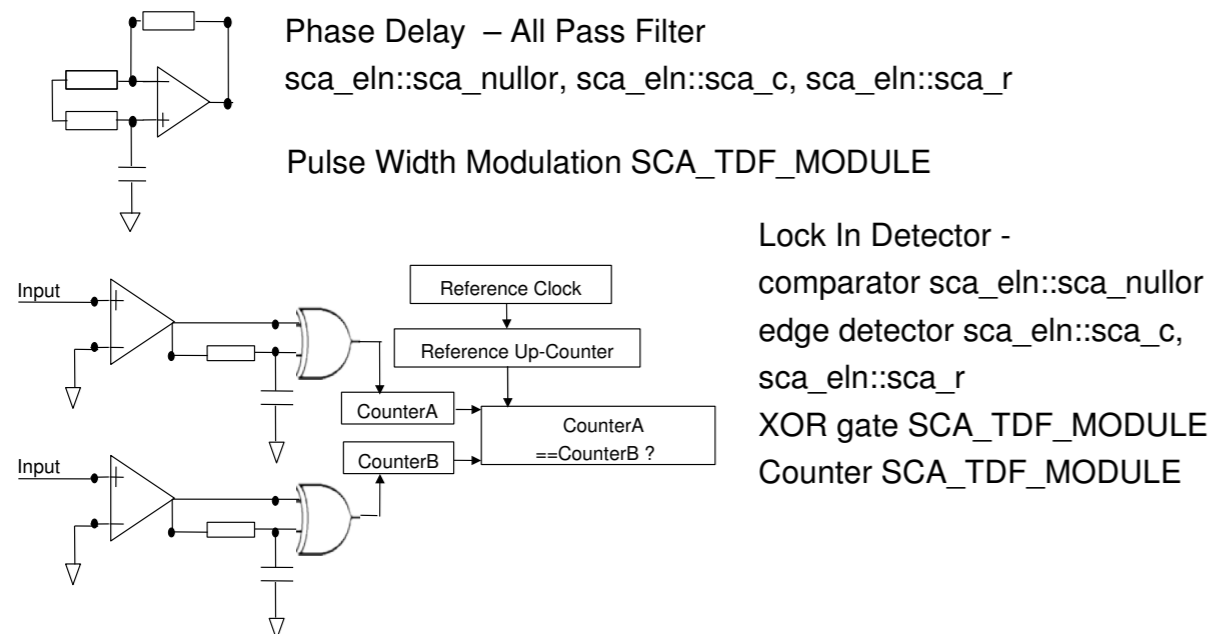 Phase Delay – All Pass Filter
sca_eln::sca_nullor, sca_eln::sca_c, sca_eln::sca_r
Pulse Width Modulation SCA_TDF_MODULE
Lock In Detector -
comparator sca_eln::sca_nullor
edge detector sca_eln::sca_c,
sca_eln::sca_r
XOR gate SCA_TDF_MODULE
Counter SCA_TDF_MODULE
Input
Reference Clock
Reference Up-Counter
CounterA
CounterA
==CounterB ?
CounterB
Input